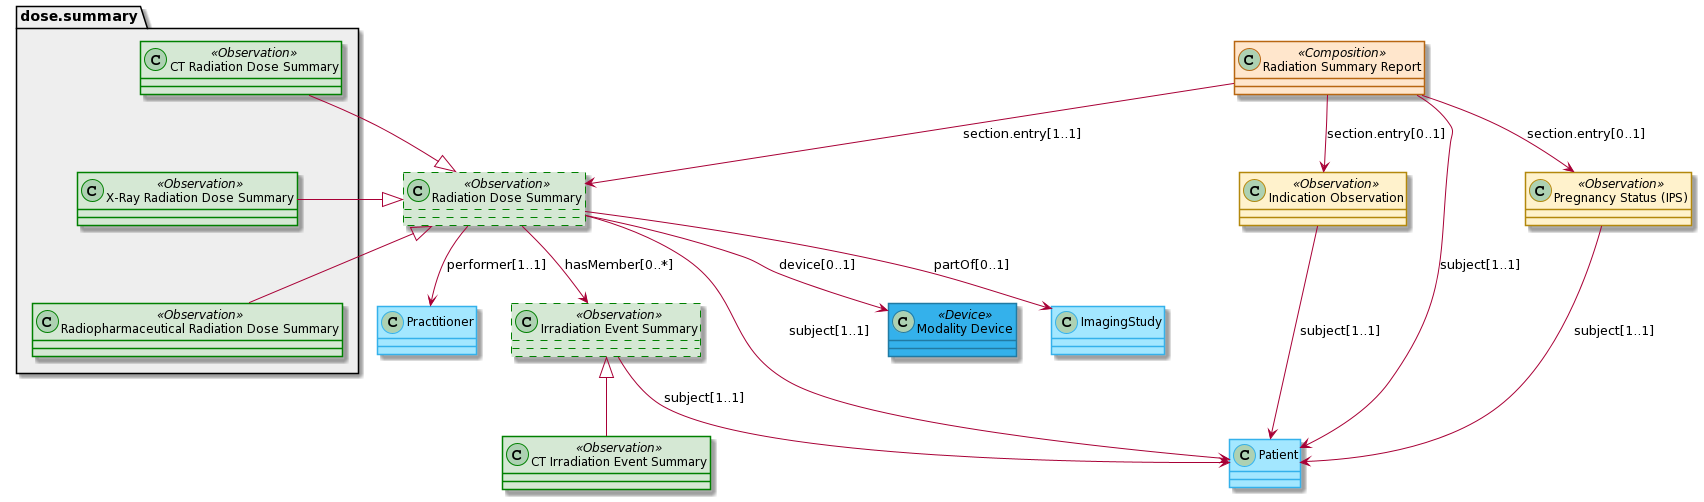 dose.summary
«Observation»
C CT Radiation Dose Summary
«Composition»
C Radiation Summary Report
section.entry[1..1]
section.entry[0..1]
section.entry[0..1]
«Observation»
C X-Ray Radiation Dose Summary
«Observation»
C Radiation Dose Summary
«Observation»
C Indication Observation
«Observation»
C Pregnancy Status (IPS)
performer[1..1]
hasMember[0..*]
device[0..1]
partOf[0..1]
subject[1..1]
«Observation»
C Radiopharmaceutical Radiation Dose Summary
C Practitioner
«Observation»
C Irradiation Event Summary
subject[1..1]
«Device»
C Modality Device
C ImagingStudy
subject[1..1]
subject[1..1]
subject[1..1]
«Observation»
C CT Irradiation Event Summary
C Patient